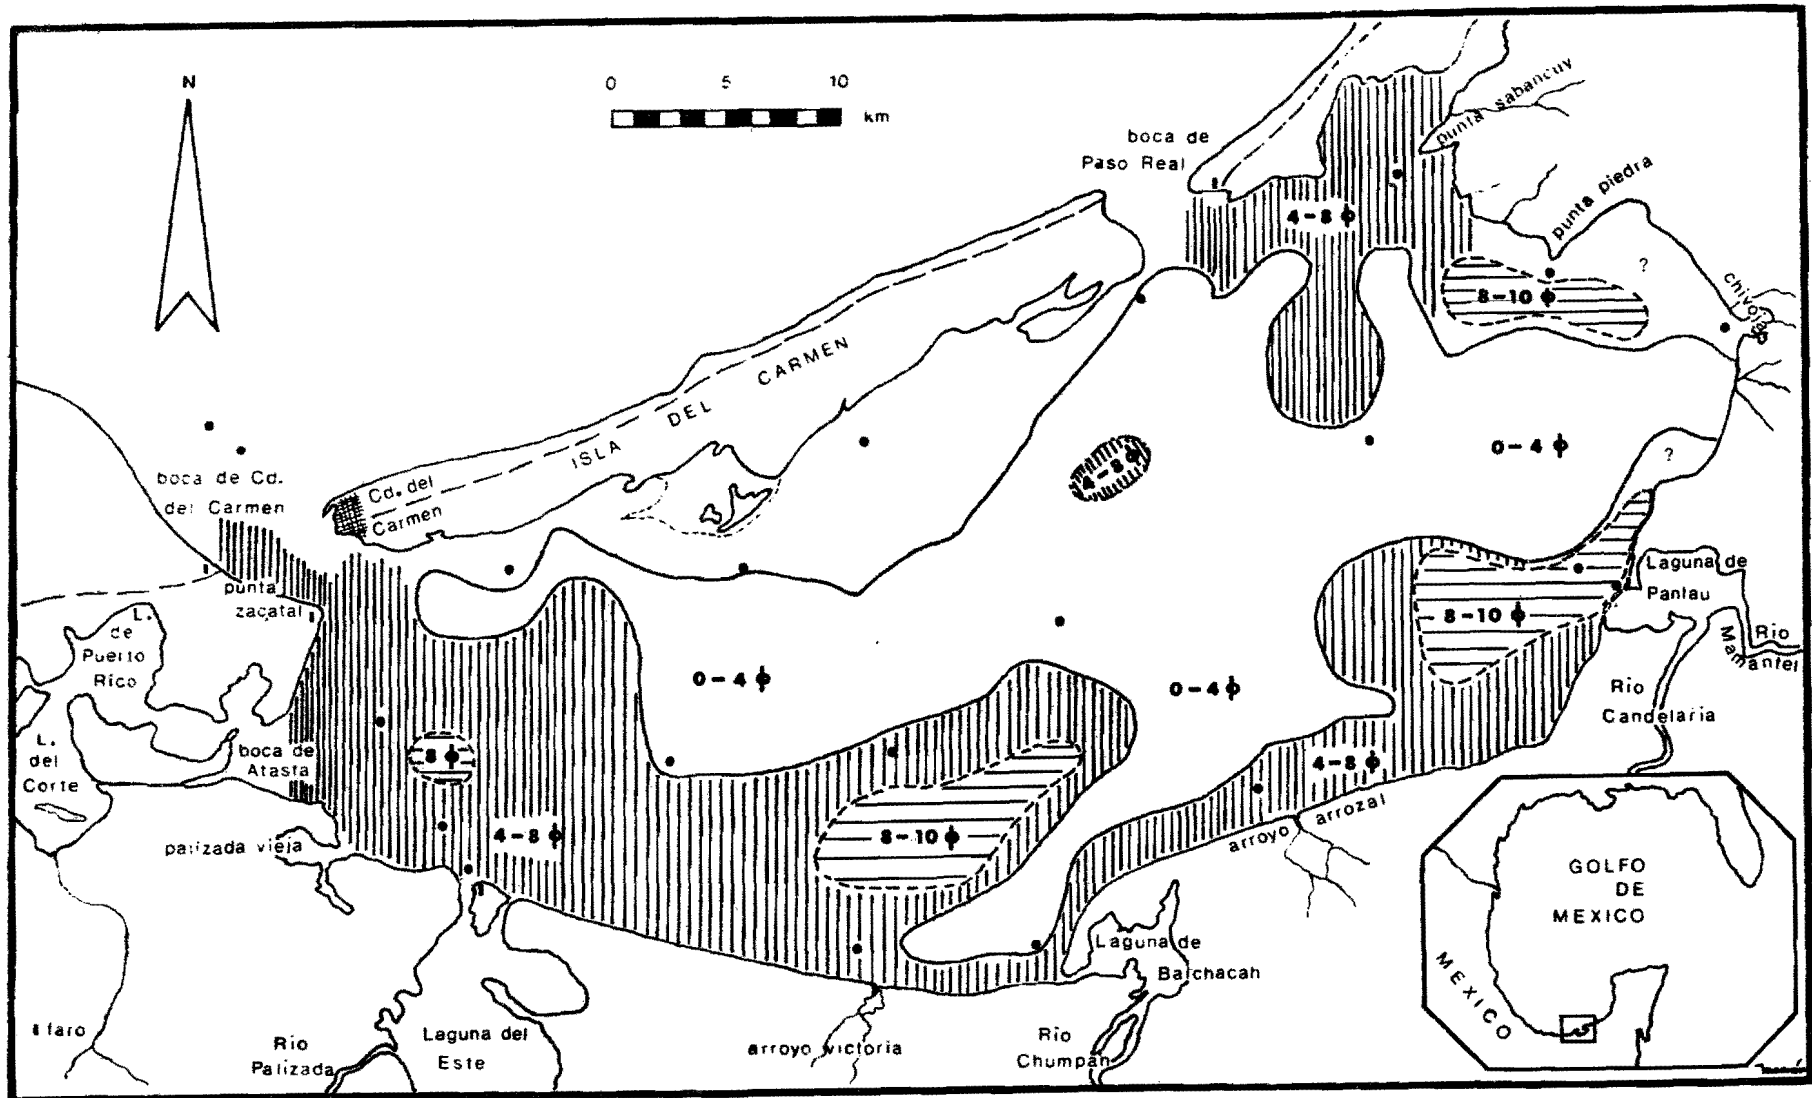 N
0 5 10
km
boca de
Paso Real
punta sabancuy
punta piedra
4-8 ϕ
8-10 ϕ
?
ISLA DEL CARMEN
4-8 ϕ
0-4 ϕ
?
boca de Cd.
del Carmen
Cd. del
Carmen
punta
zacatal
L.
de
Puerto
Rico
L.
del
Corte
boca de
Atasta
8 ϕ
0-4 ϕ
0-4 ϕ
8-10 ϕ
Laguna de
Panlau
Rio
Mamantel
Rio
Candelaria
4-8 ϕ
palizada vieja
4-8 ϕ
8-10 ϕ
arroyo arrozal
Laguna de
Balchacah
faro
Rio
Palizada
Laguna del
Este
arroyo victoria
Rio
Chumpan
GOLFO
DE
MEXICO
MEXICO